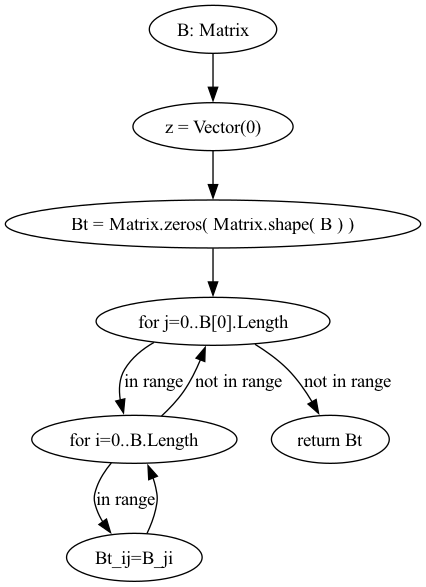 B: Matrix
z = Vector(0)
Bt = Matrix.zeros( Matrix.shape( B ) )
for j=0..B[0].Length
in range
not in range
not in range
for i=0..B.Length
return Bt
in range
Bt_ij=B_ji